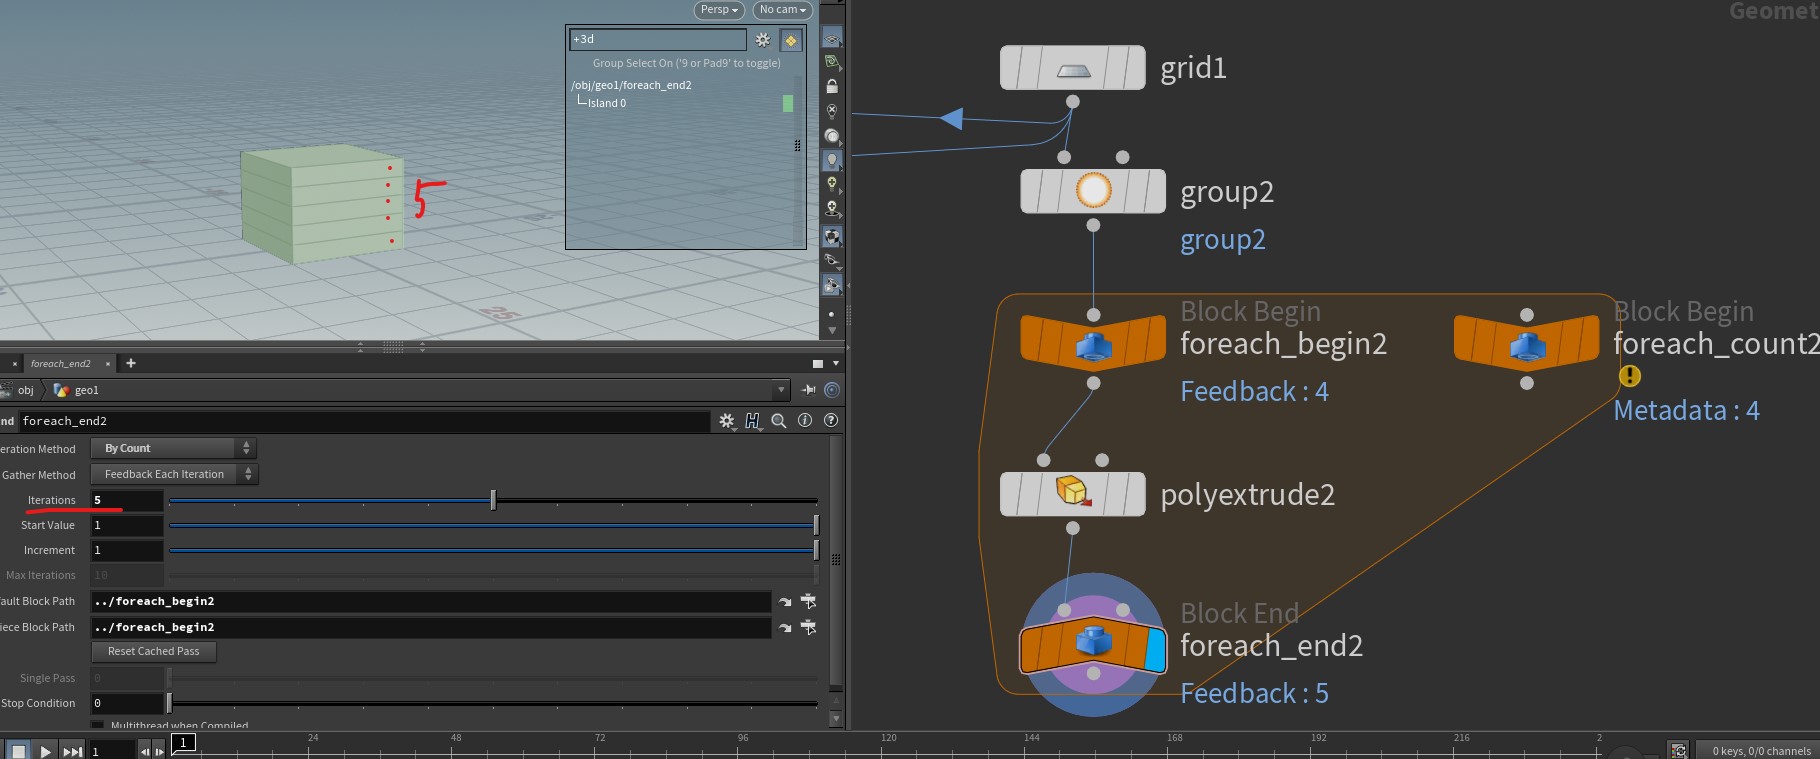 Persp
No cam
+3d
Group Select On ('9 or Pad9' to toggle)
/obj/geo1/foreach_end2
Island 0
5
25
foreach_end2
obj
geo1
nd
foreach_end2
eration Method
By Count
Gather Method
Feedback Each Iteration
Iterations
5
Start Value
1
Increment
1
Max Iterations
10
ault Block Path
../foreach_begin2
iece Block Path
../foreach_begin2
Reset Cached Pass
Single Pass
0
Stop Condition
0
Multithread when Compiled
1
1
24
48
72
96
120
144
168
192
216
2
0 keys, 0/0 channels
Geomet
grid1
group2
group2
Block Begin
foreach_begin2
Feedback : 4
Block Begin
foreach_count2
Metadata : 4
polyextrude2
Block End
foreach_end2
Feedback : 5